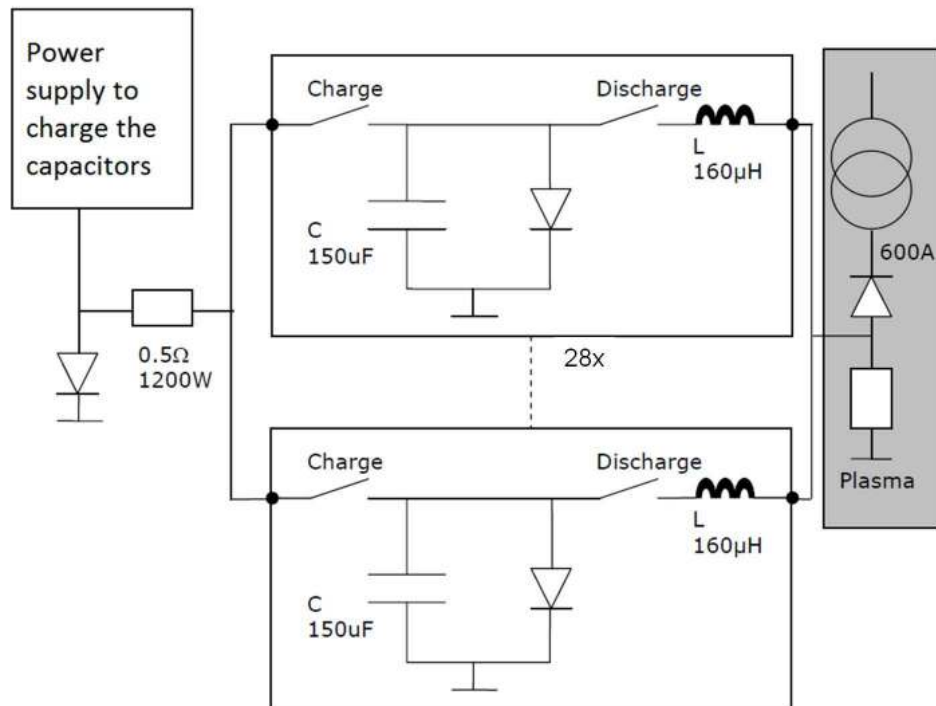 Power
supply to
charge the
capacitors
0.5Ω
1200W
Charge
Discharge
L
160µH
C
150uF
28x
Charge
Discharge
L
160µH
C
150uF
600A
Plasma